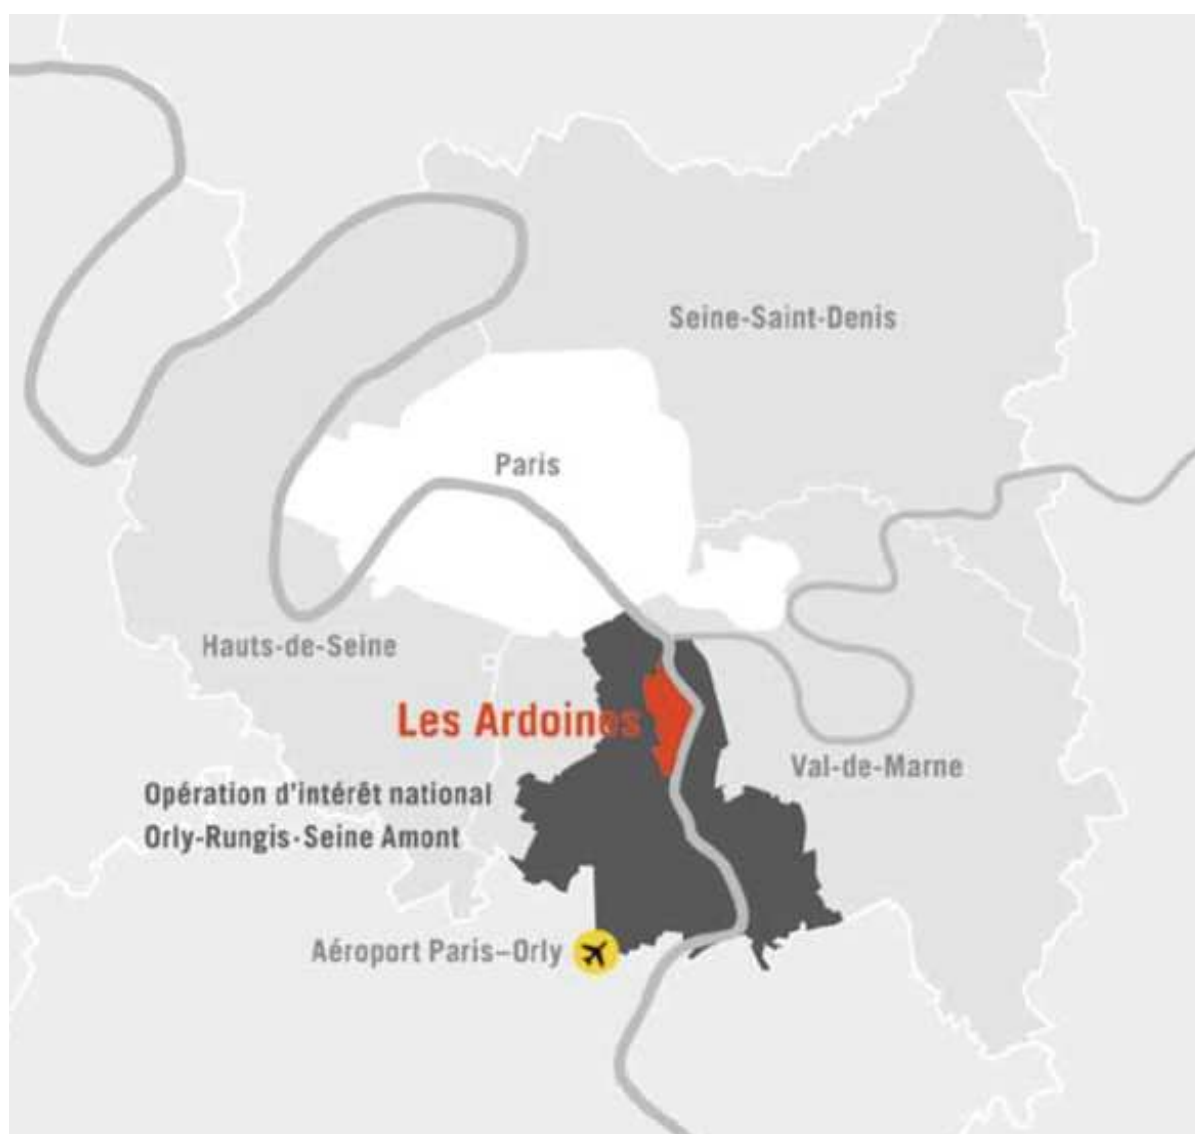 Seine-Saint-Denis
Paris
Hauts-de-Seine
Les Ardoines
Val-de-Marne
Opération d'intérêt national
Orly-Rungis-Seine Amont
Aéroport Paris–Orly